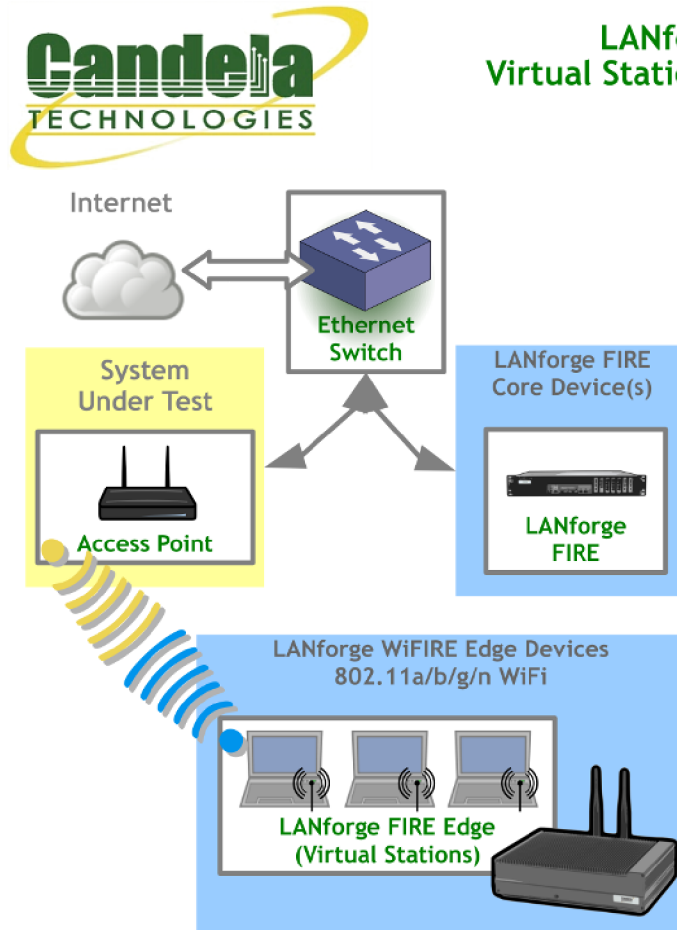 Candela
TECHNOLOGIES
Virtual
Internet
Ethernet
Switch
System
Under Test
LANforge FIRE
Core Device(s)
Access Point
LANforge
FIRE
LANforge WiFIRE Edge Devices
802.11a/b/g/n WiFi
LANforge FIRE Edge
(Virtual Stations)